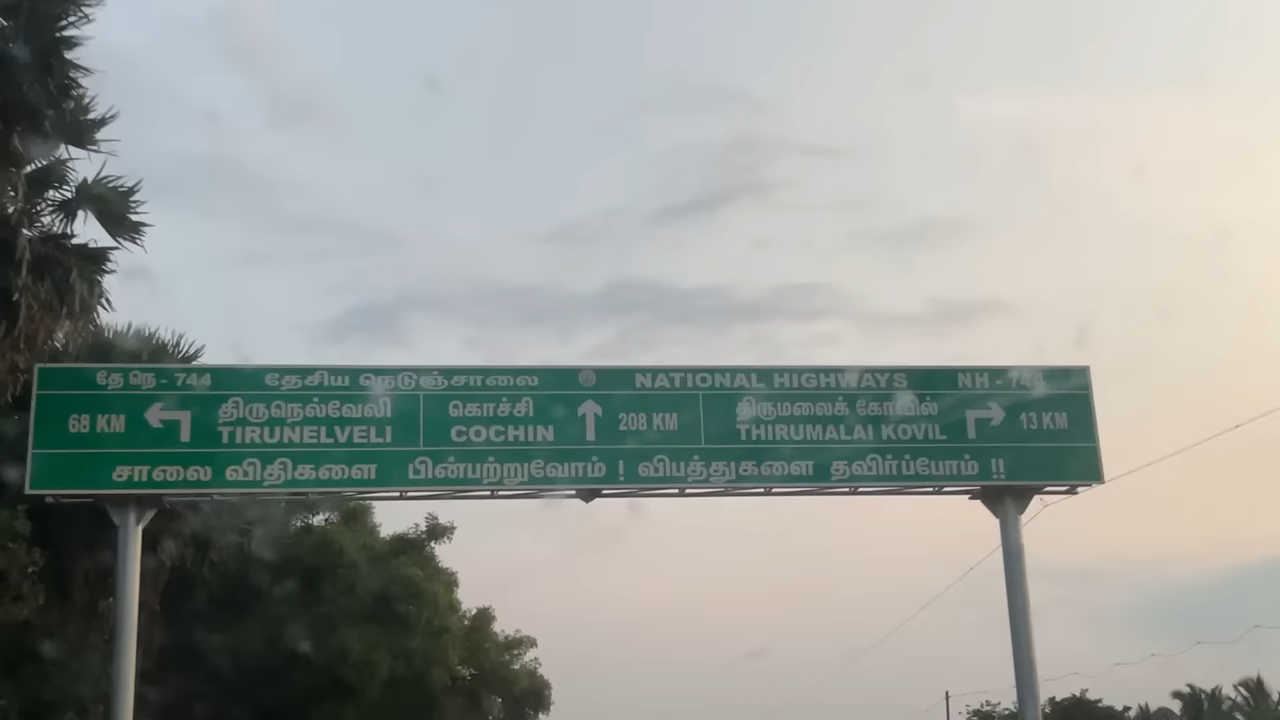 தே நெ - 744 தேசிய நெடுஞ்சாலை NATIONAL HIGHWAYS NH - 744
68 KM திருநெல்வேலி கொச்சி 208 KM திருமலைக் கோவில் 13 KM
TIRUNELVELI COCHIN THIRUMALAI KOVIL
சாலை விதிகளை பின்பற்றுவோம் ! விபத்துகளை தவிர்ப்போம் !!